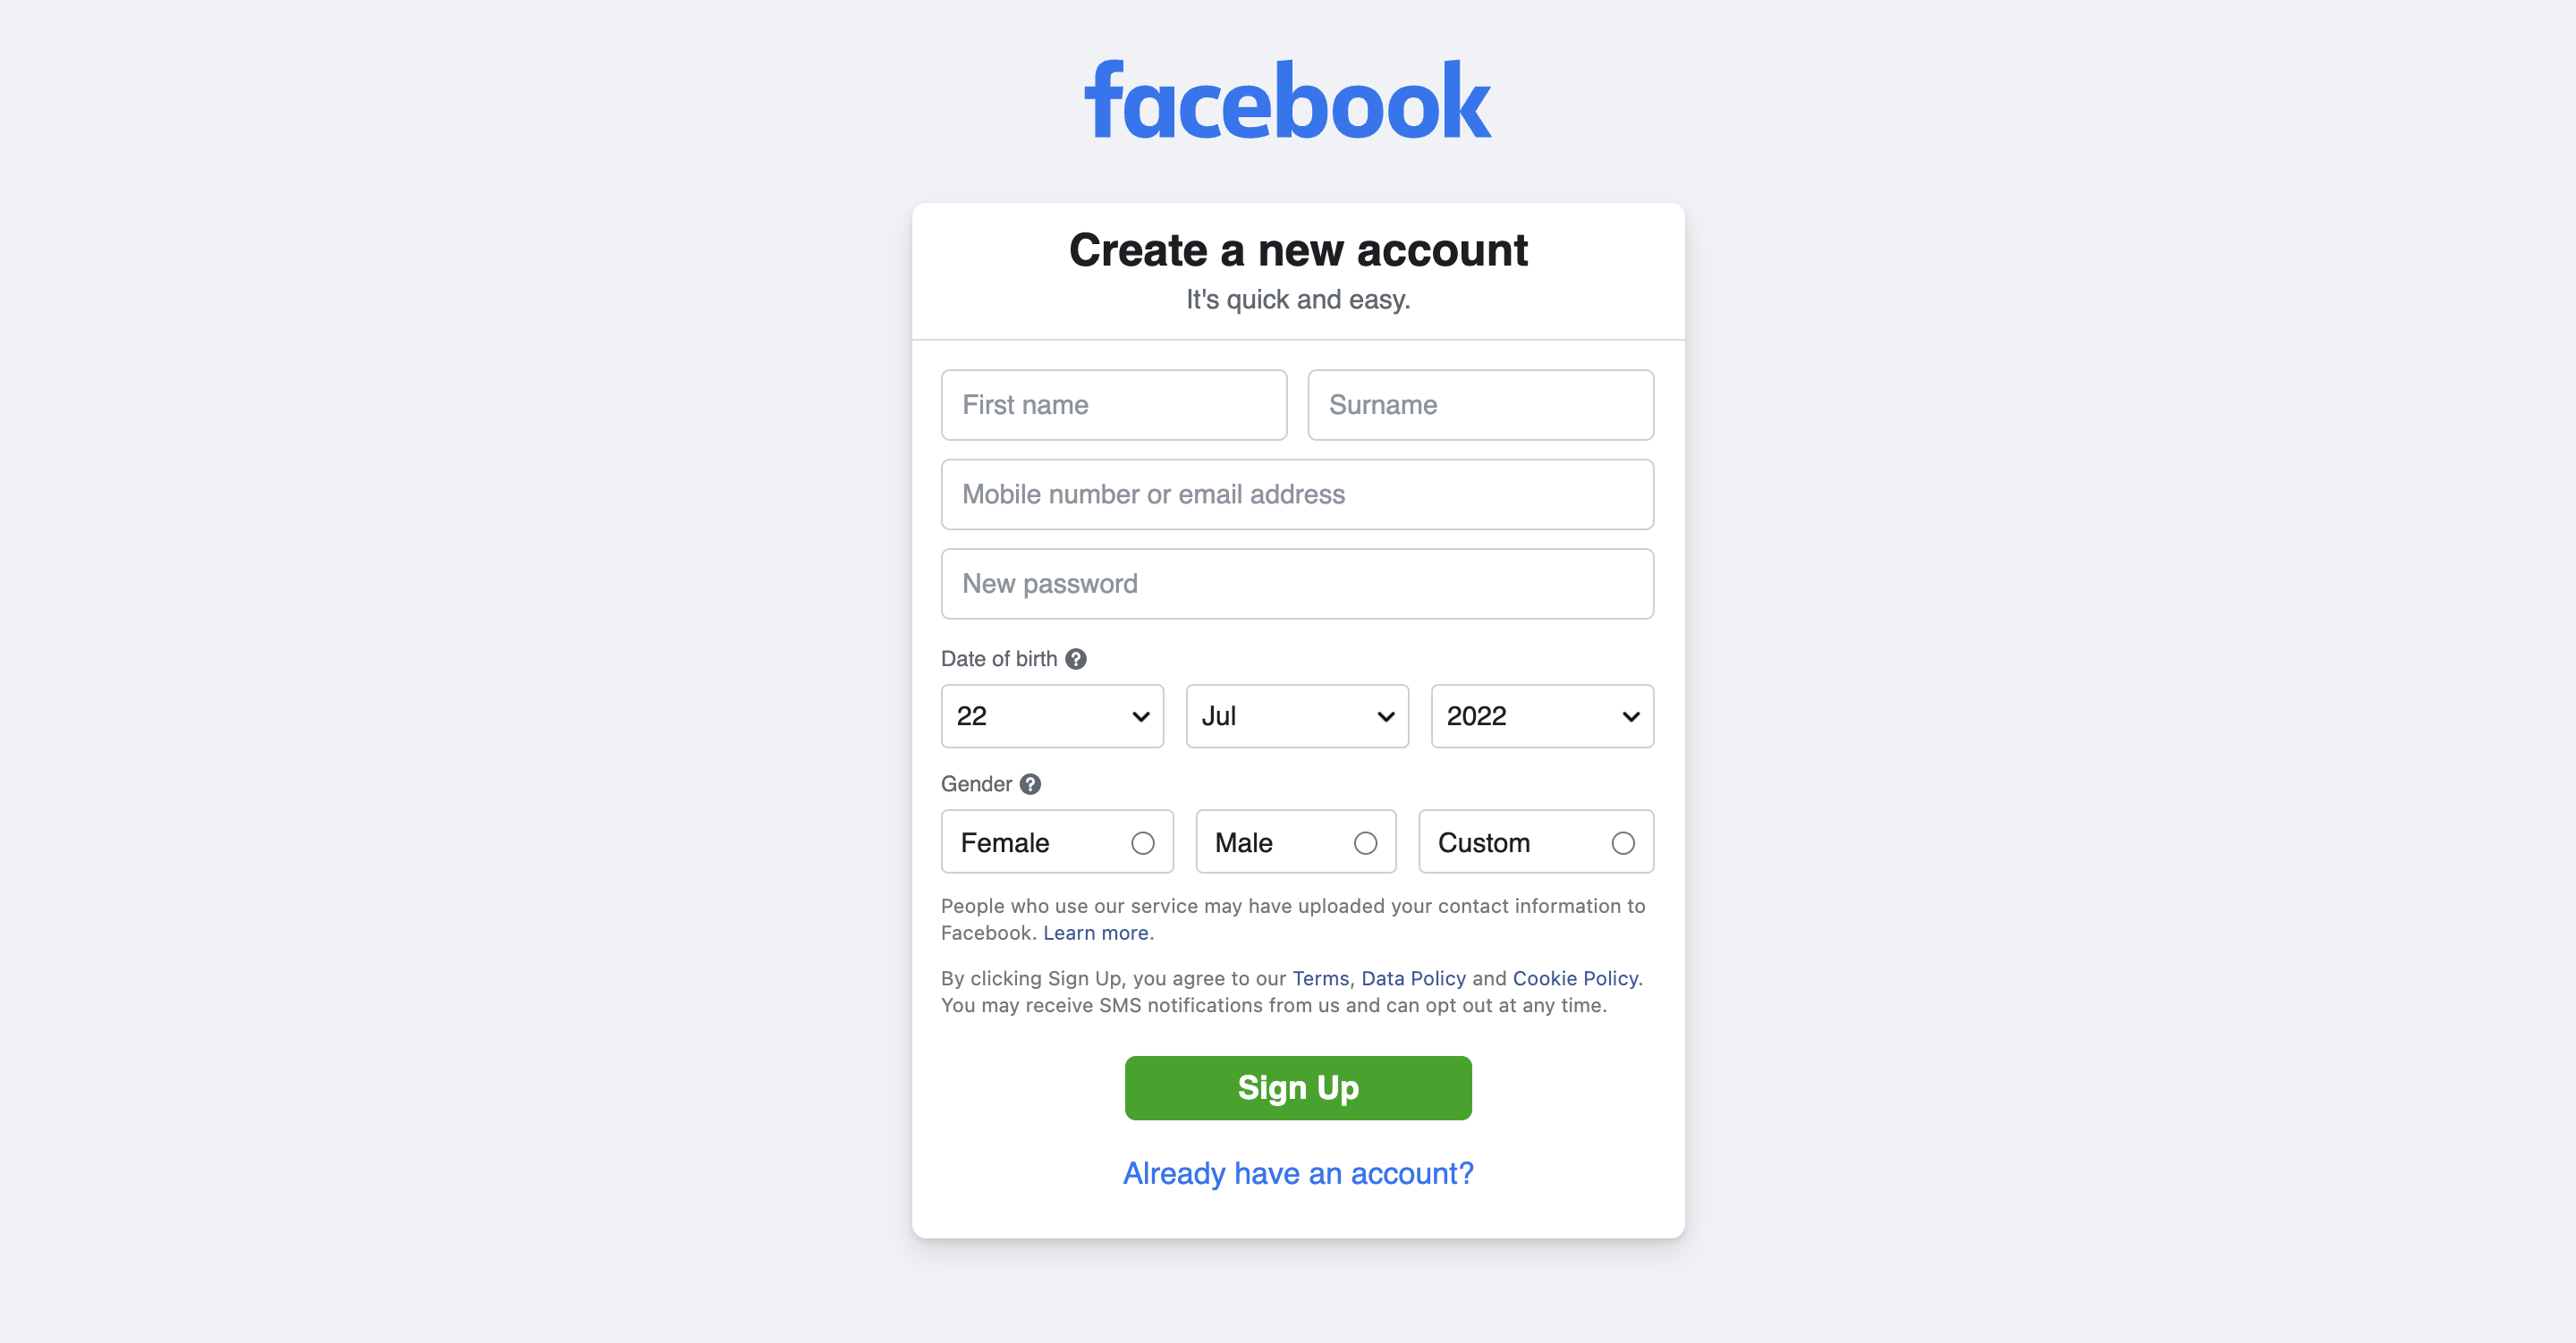 facebook
Create a new account
It's quick and easy.
First name
Surname
Mobile number or email address
New password
Date of birth ?
22
Jul
2022
Gender ?
Female
Male
Custom
People who use our service may have uploaded your contact information to
Facebook. Learn more.
By clicking Sign Up, you agree to our Terms, Data Policy and Cookie Policy.
You may receive SMS notifications from us and can opt out at any time.
Sign Up
Already have an account?